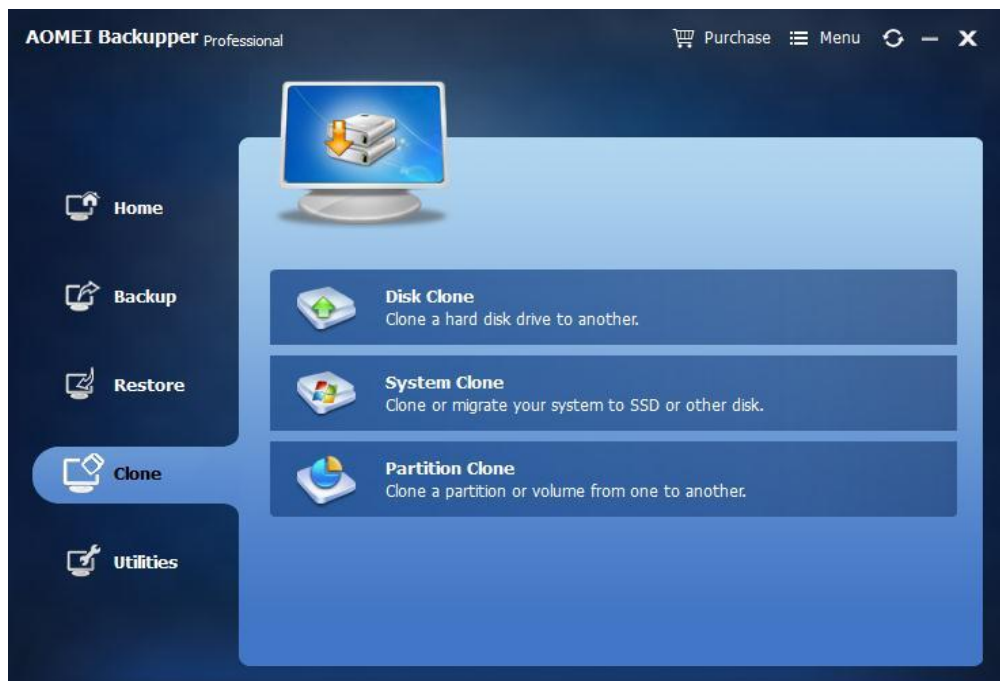 AOMEI Backupper Professional
Purchase
Menu
Home
Backup
Restore
Clone
Utilities
Disk Clone
Clone a hard disk drive to another.
System Clone
Clone or migrate your system to SSD or other disk.
Partition Clone
Clone a partition or volume from one to another.